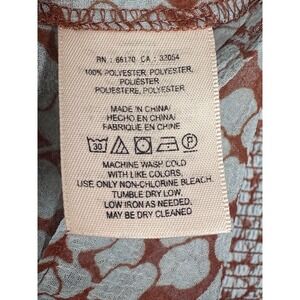 RN : 66170 CA : 32054
100% POLYESTER, POLYESTER,
POLIÉSTER
POLIESTERE, POLYESTER
MADE IN CHINA
HECHO EN CHINA
FABRIQUE EN CHINE
30
MACHINE WASH COLD
WITH LIKE COLORS,
USE ONLY NON-CHLORINE BLEACH.
TUMBLE DRY LOW,
LOW IRON AS NEEDED.
MAY BE DRY CLEANED